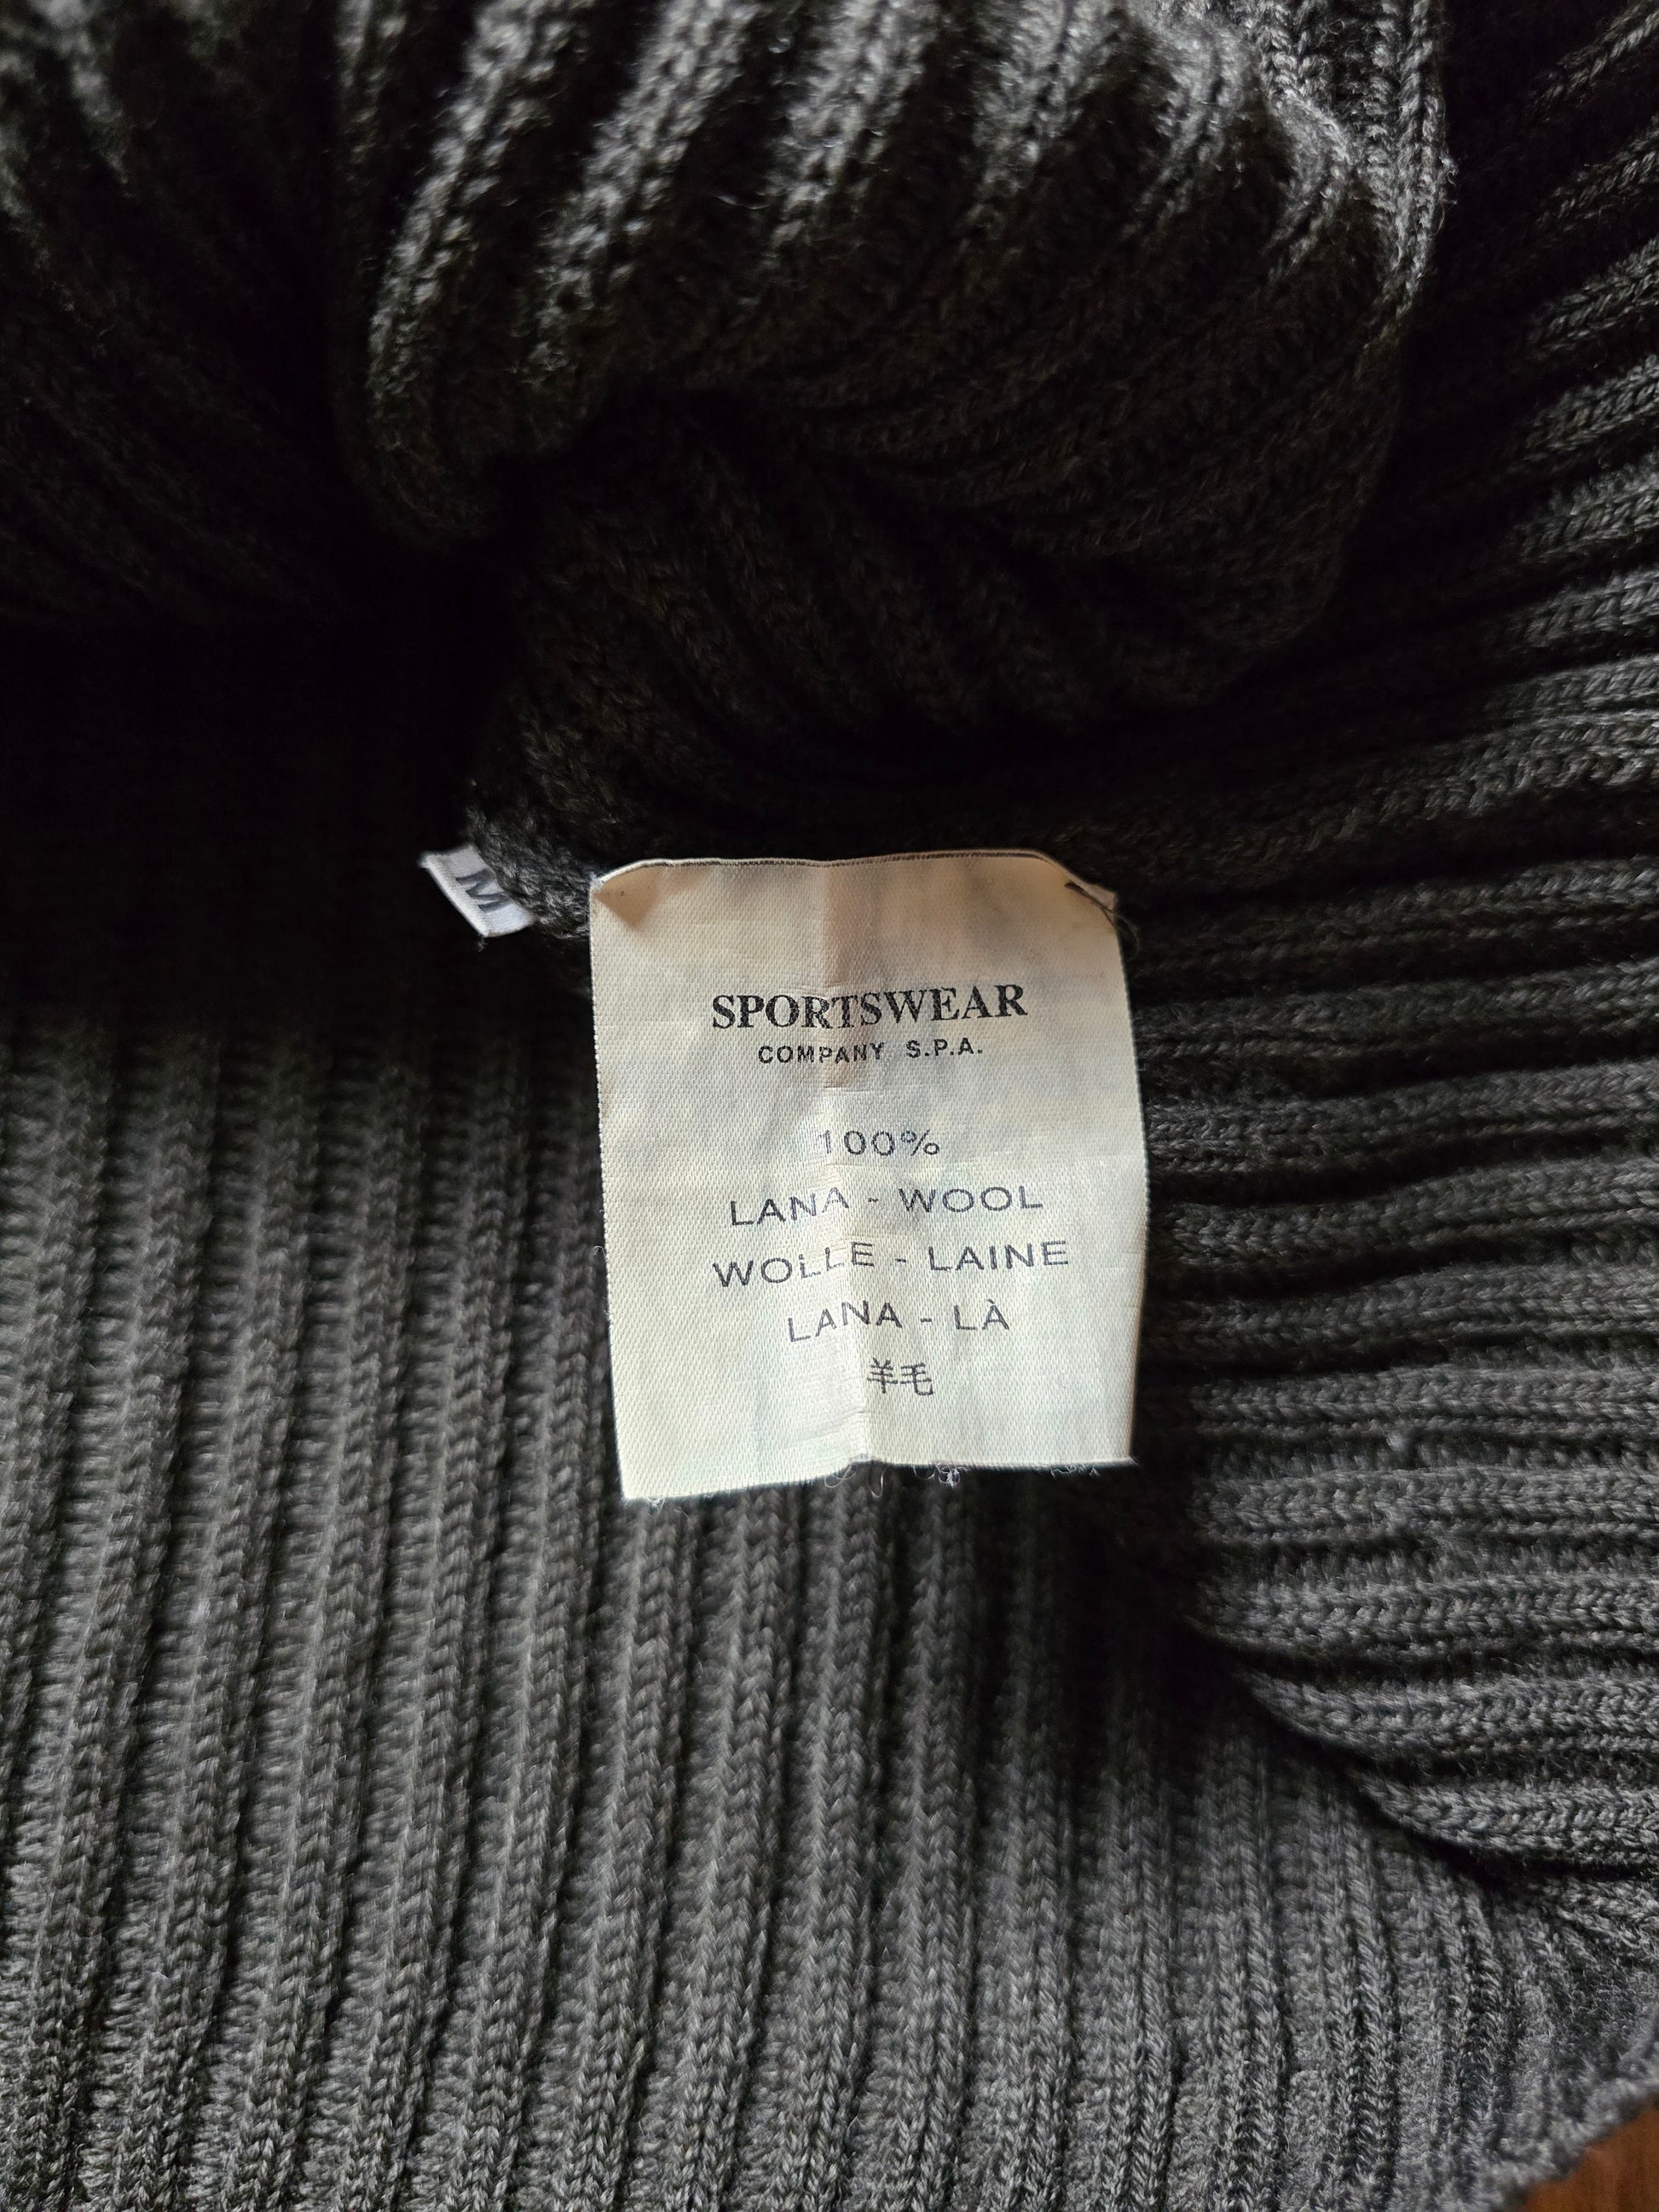 M
SPORTSWEAR
COMPANY S.P.A.
100%
LANA - WOOL
WOLLE - LAINE
LANA - LÀ
羊毛